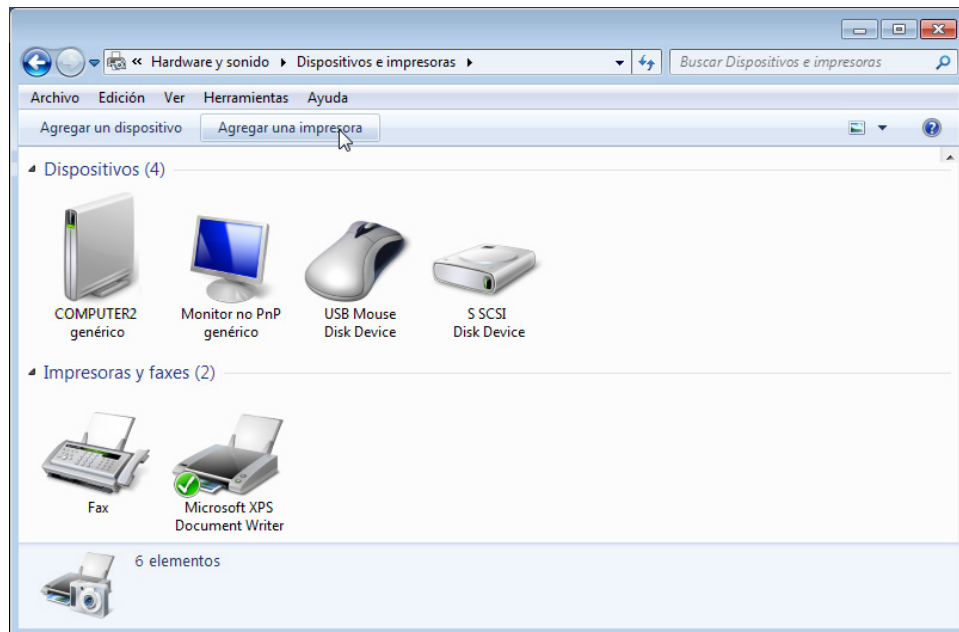 « Hardware y sonido ▸ Dispositivos e impresoras ▸
Buscar Dispositivos e impresoras
Archivo Edición Ver Herramientas Ayuda
Agregar un dispositivo Agregar una impresora
Dispositivos (4)
COMPUTER2
genérico
Monitor no PnP
genérico
USB Mouse
Disk Device
S SCSI
Disk Device
Impresoras y faxes (2)
Fax
Microsoft XPS
Document Writer
6 elementos